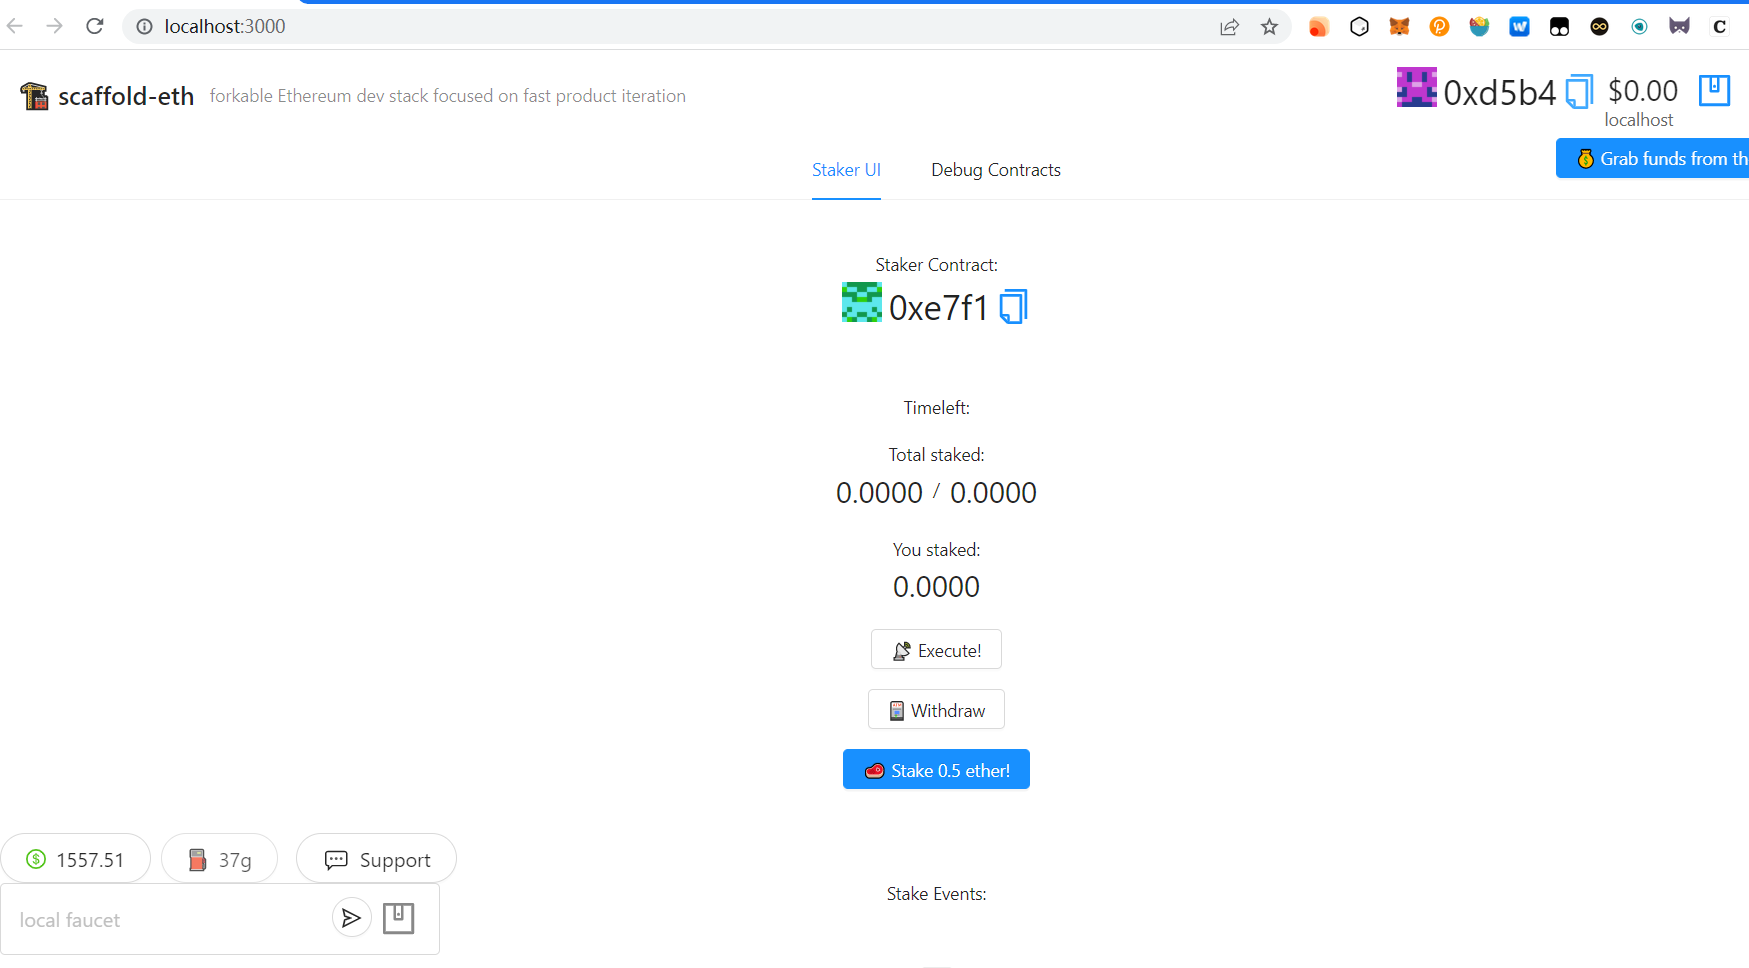 localhost:3000
scaffold-eth forkable Ethereum dev stack focused on fast product iteration
0xd5b4 $0.00
localhost
Grab funds from th
Staker UI Debug Contracts
Staker Contract:
0xe7f1
Timeleft:
Total staked:
0.0000 / 0.0000
You staked:
0.0000
Execute!
Withdraw
Stake 0.5 ether!
1557.51 37g Support
local faucet
Stake Events: